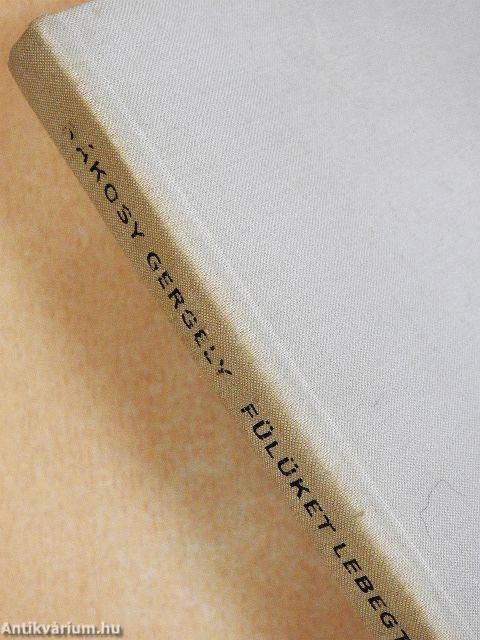 ÁKOSY GERGELY FÜLÜKET LEBEGT
Antikvárium.hu